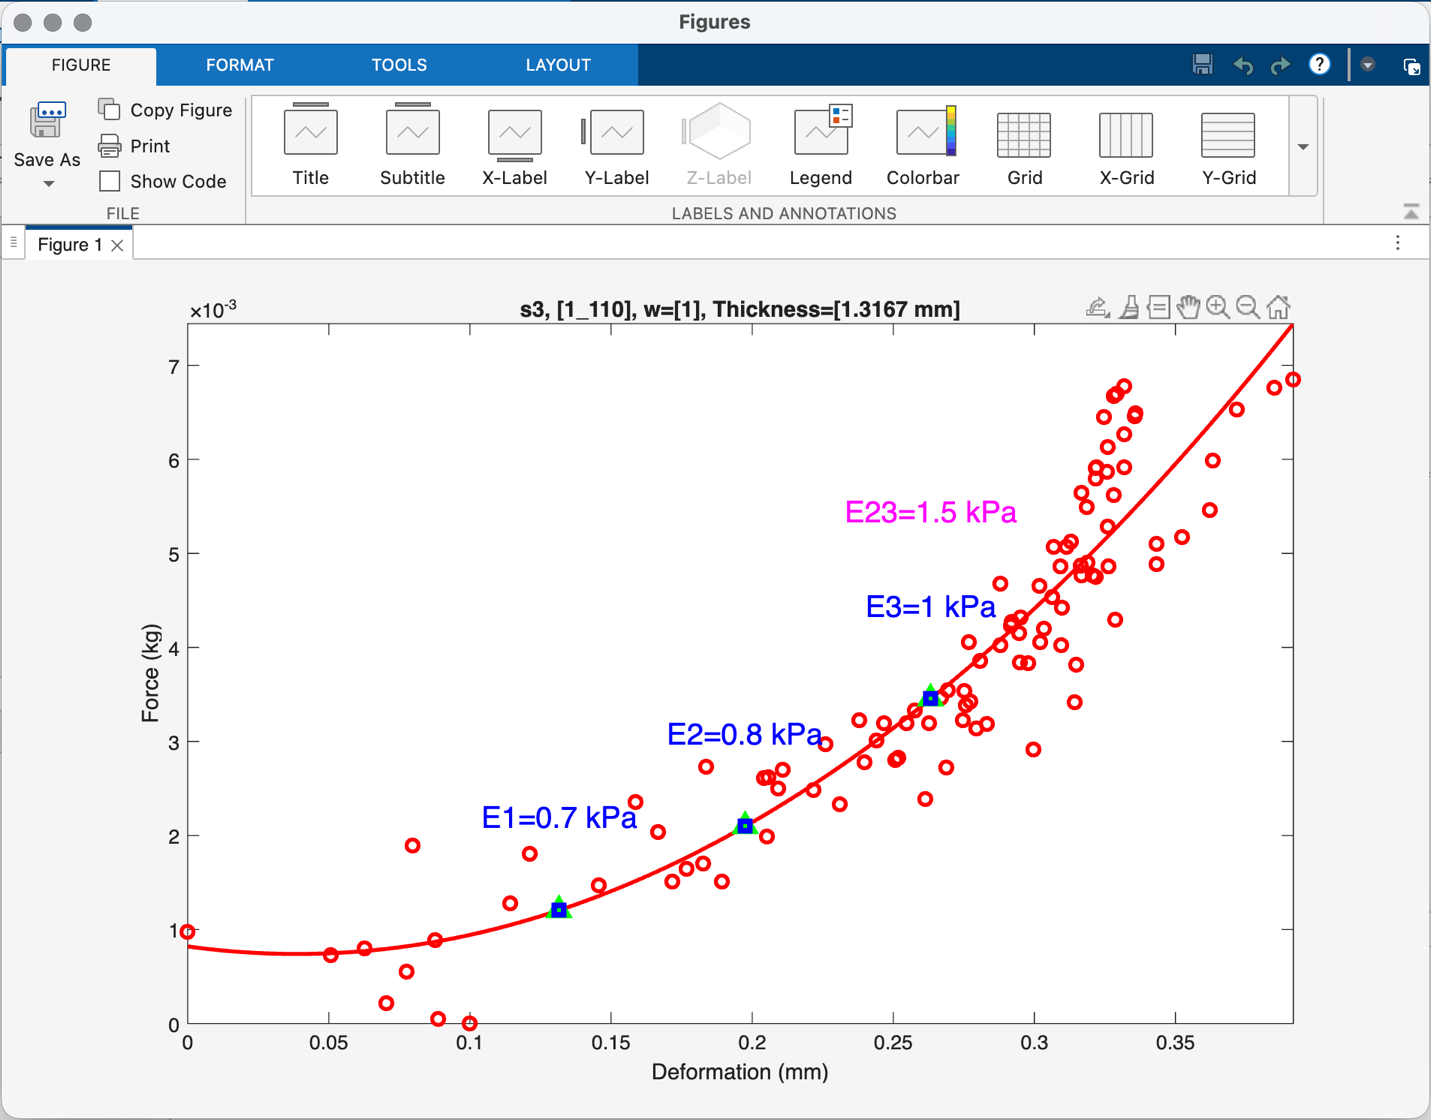 Figures
FIGURE FORMAT TOOLS LAYOUT
Save As
Copy Figure
Print
Show Code
FILE
Title Subtitle X-Label Y-Label Z-Label Legend Colorbar Grid X-Grid Y-Grid
LABELS AND ANNOTATIONS
Figure 1
×10-3
s3, [1_110], w=[1], Thickness=[1.3167 mm]
7
6
5
4
3
2
1
0
Force (kg)
E23=1.5 kPa
E3=1 kPa
E2=0.8 kPa
E1=0.7 kPa
0 0.05 0.1 0.15 0.2 0.25 0.3 0.35
Deformation (mm)